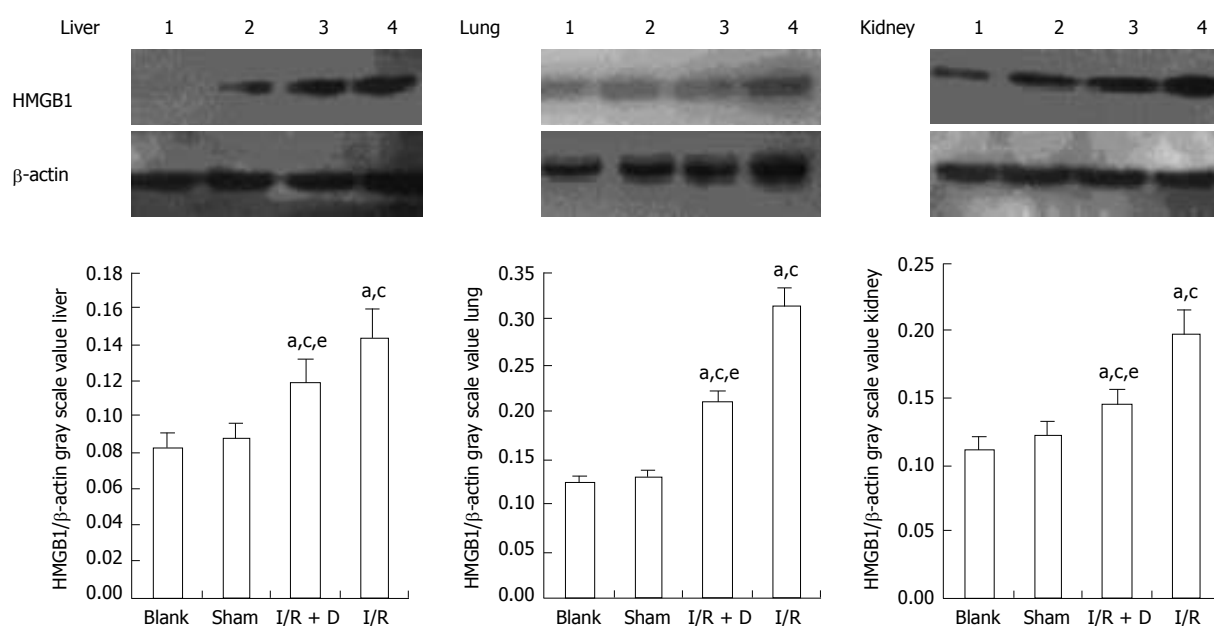 Liver 1 2 3 4
Lung 1 2 3 4
Kidney 1 2 3 4
HMGB1
β-actin
HMGB1/β-actin gray scale value liver
0.18
0.16
0.14
0.12
0.10
0.08
0.06
0.04
0.02
0.00
a,c,e
a,c
Blank Sham I/R + D I/R
HMGB1/β-actin gray scale value lung
0.35
0.30
0.25
0.20
0.15
0.10
0.05
0.00
a,c,e
a,c
Blank Sham I/R + D I/R
HMGB1/β-actin gray scale value kidney
0.25
0.20
0.15
0.10
0.05
0.00
a,c,e
a,c
Blank Sham I/R + D I/R